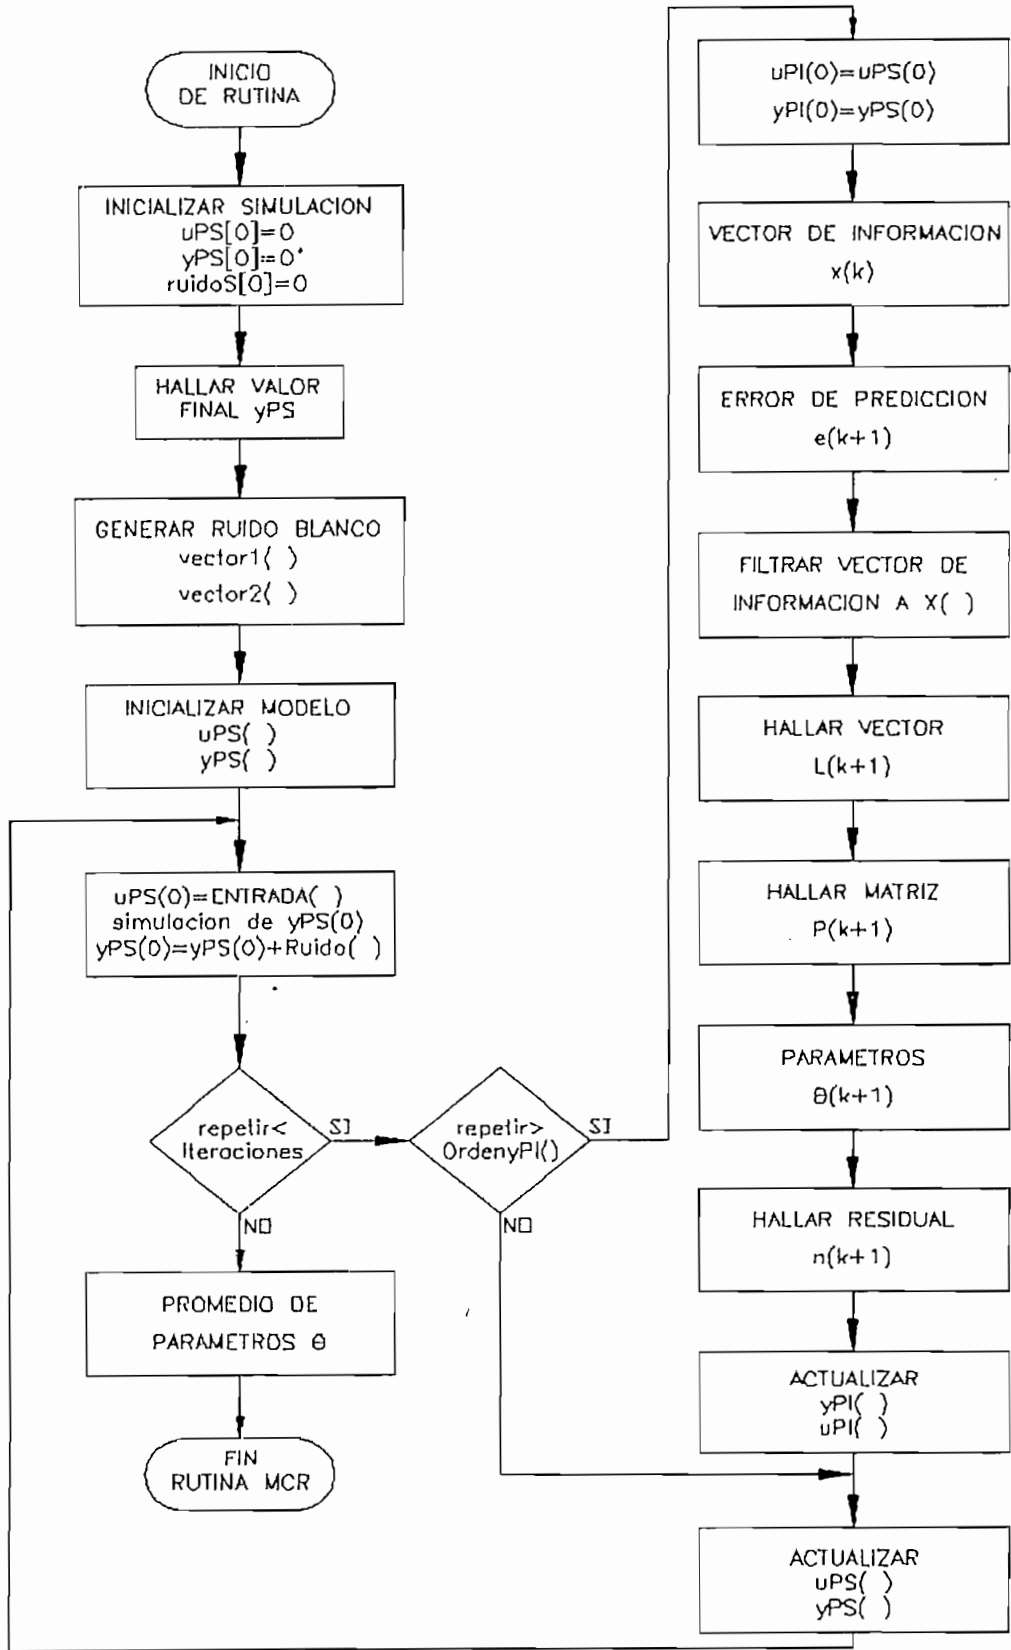 INICIO
DE RUTINA
INICIALIZAR SIMULACION
uPS[0]=0
yPS[0]=0
ruidoS[0]=0
HALLAR VALOR
FINAL yPS
GENERAR RUIDO BLANCO
vector1( )
vector2( )
INICIALIZAR MODELO
uPS( )
yPS( )
uPS(0)=ENTRADA( )
simulacion de yPS(0)
yPS(0)=yPS(0)+Ruido( )
repetir<
Iteraciones
SI
NO
repetir>
OrdenyPI()
SI
NO
PROMEDIO DE
PARAMETROS θ
FIN
RUTINA MCR
uPI(0)=uPS(0)
yPI(0)=yPS(0)
VECTOR DE INFORMACION
x(k)
ERROR DE PREDICCION
e(k+1)
FILTRAR VECTOR DE
INFORMACION A X( )
HALLAR VECTOR
L(k+1)
HALLAR MATRIZ
P(k+1)
PARAMETROS
θ(k+1)
HALLAR RESIDUAL
n(k+1)
ACTUALIZAR
yPI( )
uPI( )
ACTUALIZAR
uPS( )
yPS( )